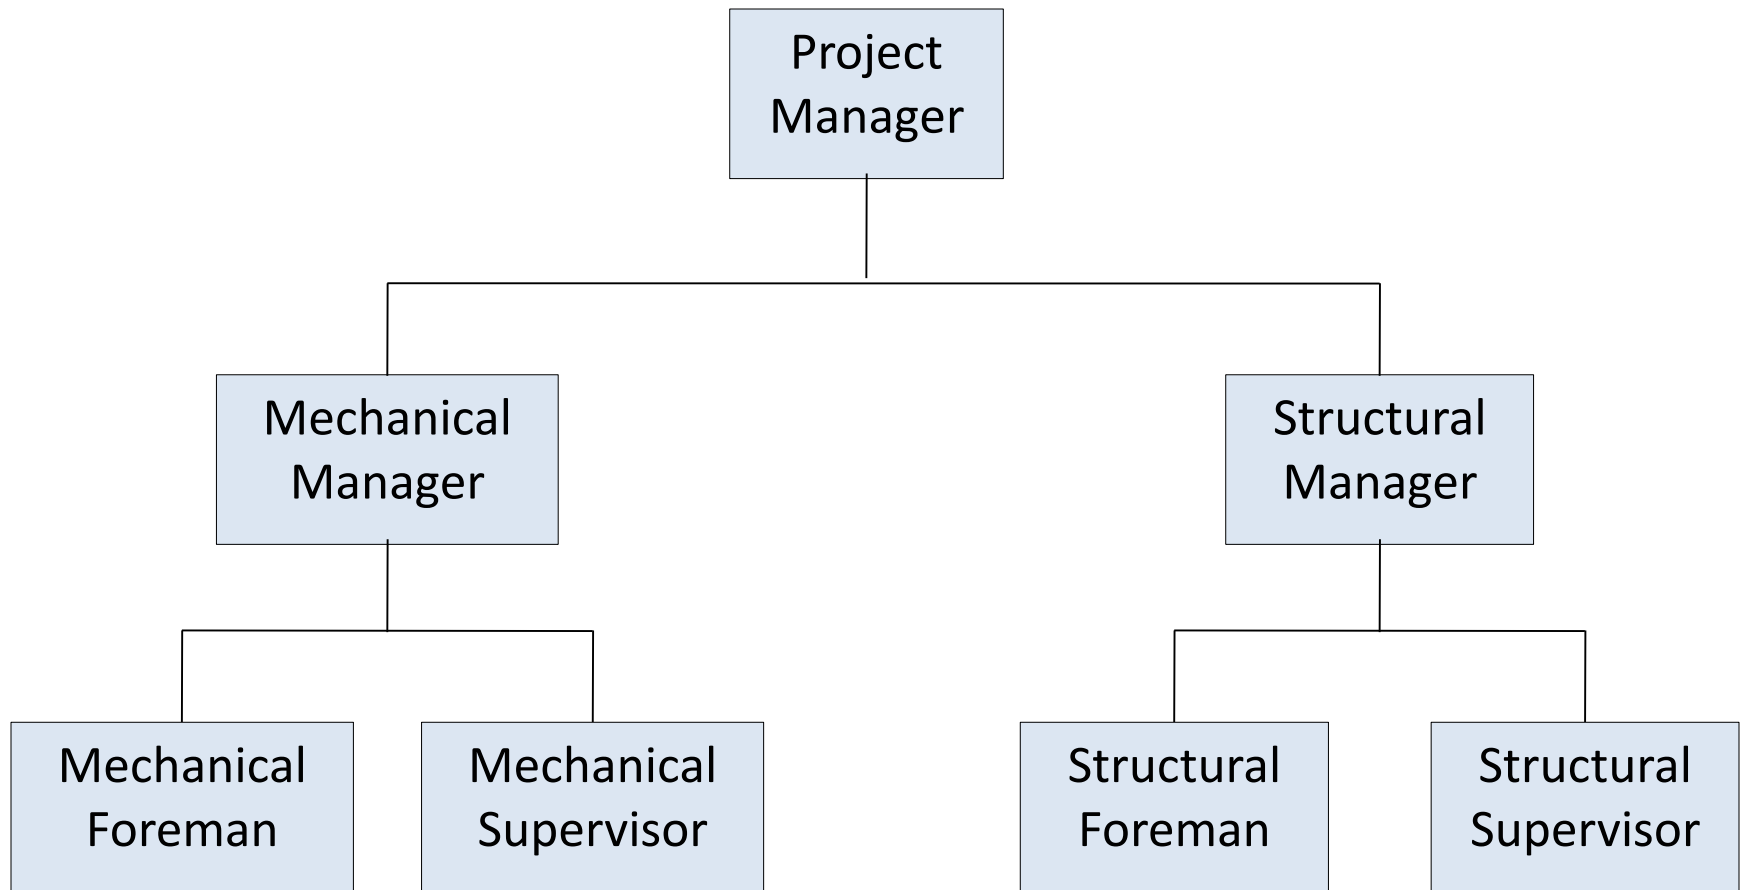 Project
Manager
Mechanical
Manager
Structural
Manager
Mechanical
Foreman
Mechanical
Supervisor
Structural
Foreman
Structural
Supervisor